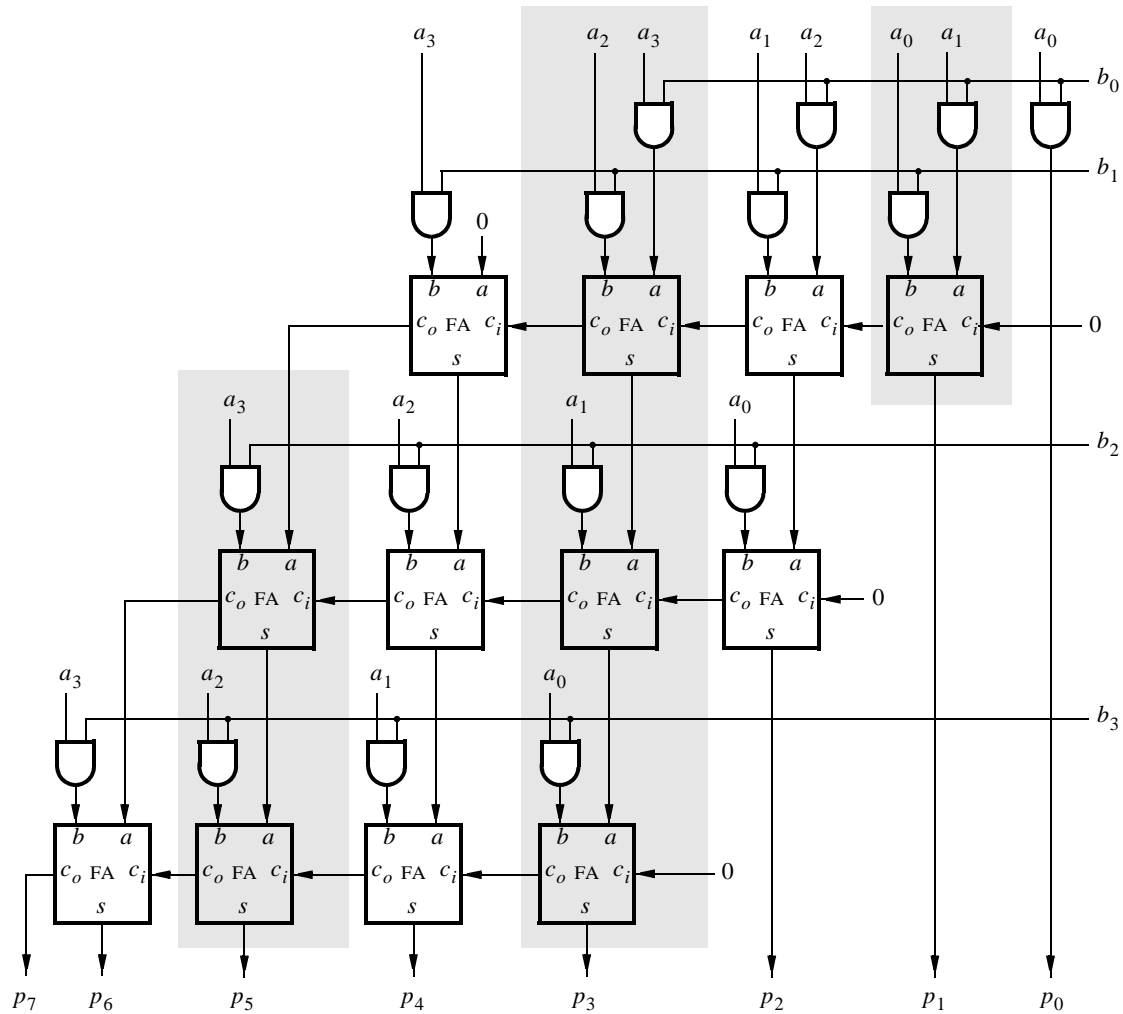 a3 a2 a3 a1 a2 a0 a1 a0
b0
b1
0
b a b a b a b a
co FA ci co FA ci co FA ci co FA ci 0
s s s s
a3 a2 a1 a0
b2
b a b a b a b a
co FA ci co FA ci co FA ci co FA ci 0
s s s s
a3 a2 a1 a0
b3
b a b a b a b a
co FA ci co FA ci co FA ci co FA ci 0
s s s s
p7 p6 p5 p4 p3 p2 p1 p0